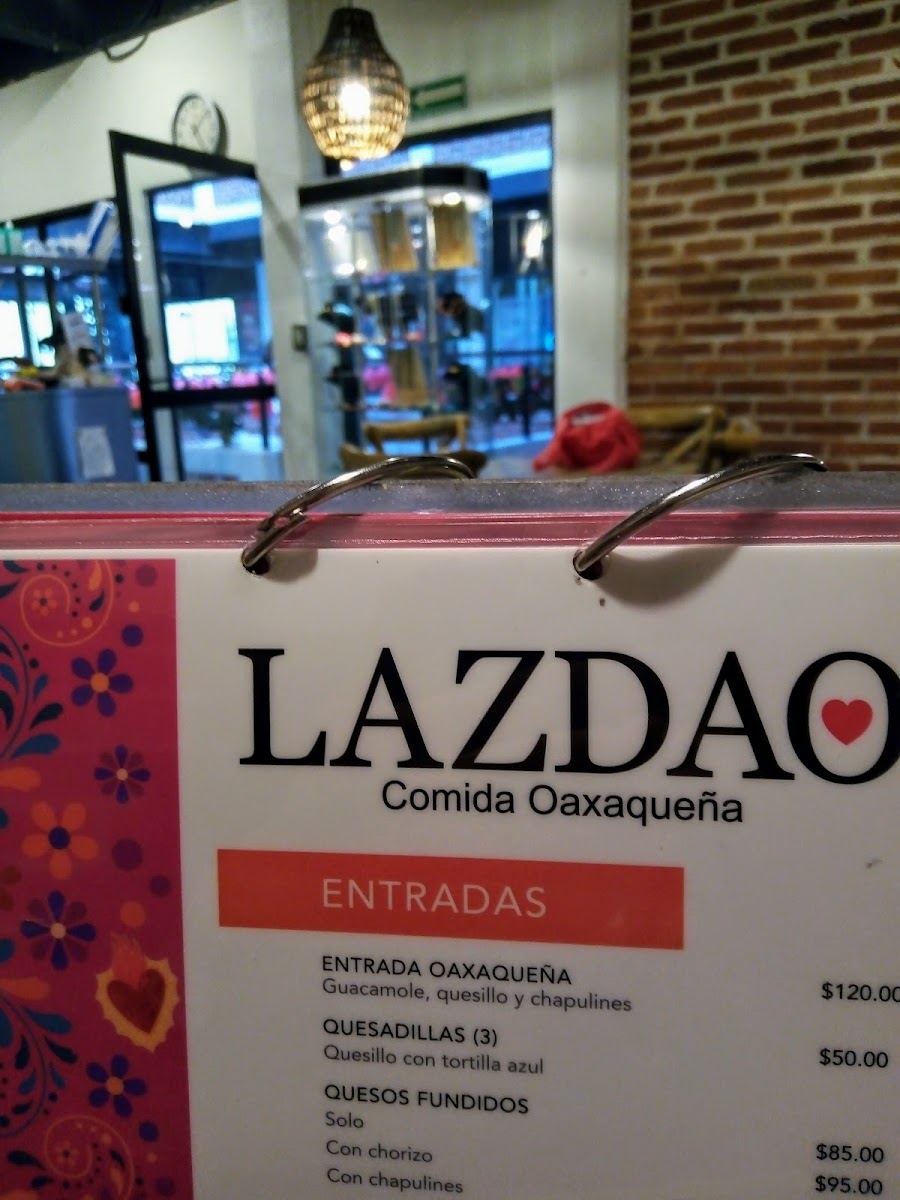 LAZDAO
Comida Oaxaqueña
ENTRADAS
ENTRADA OAXAQUEÑA
Guacamole, quesillo y chapulines $120.00
QUESADILLAS (3)
Quesillo con tortilla azul $50.00
QUESOS FUNDIDOS
Solo
Con chorizo $85.00
Con chapulines $95.00